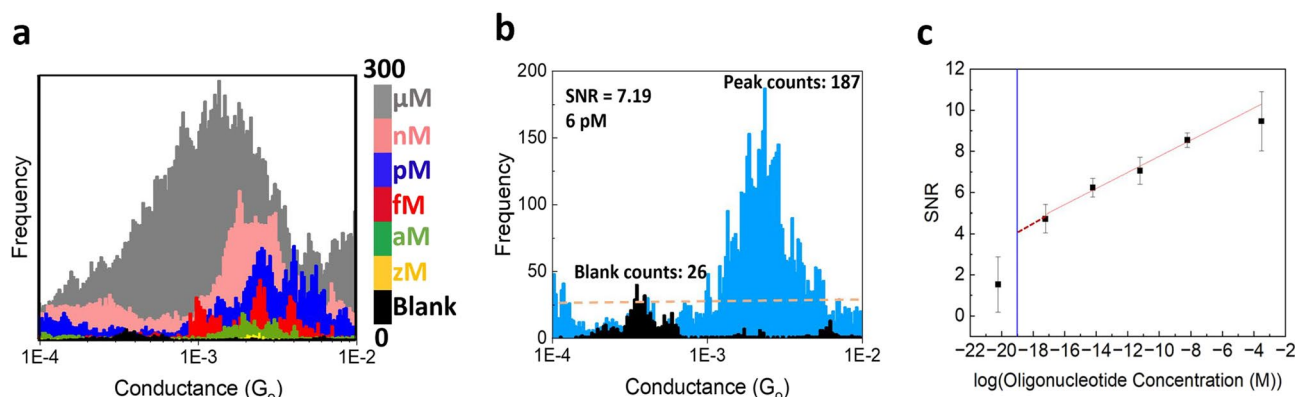 a
300
μM
nM
pM
fM
aM
zM
Blank
0
Frequency
1E-4
1E-3
1E-2
Conductance (G₀)
b
200
150
100
50
0
Frequency
SNR = 7.19
6 pM
Peak counts: 187
Blank counts: 26
1E-4
1E-3
1E-2
Conductance (G₀)
c
12
10
8
6
4
2
0
SNR
−22 −20 −18 −16 −14 −12 −10 −8 −6 −4 −2
log(Oligonucleotide Concentration (M))